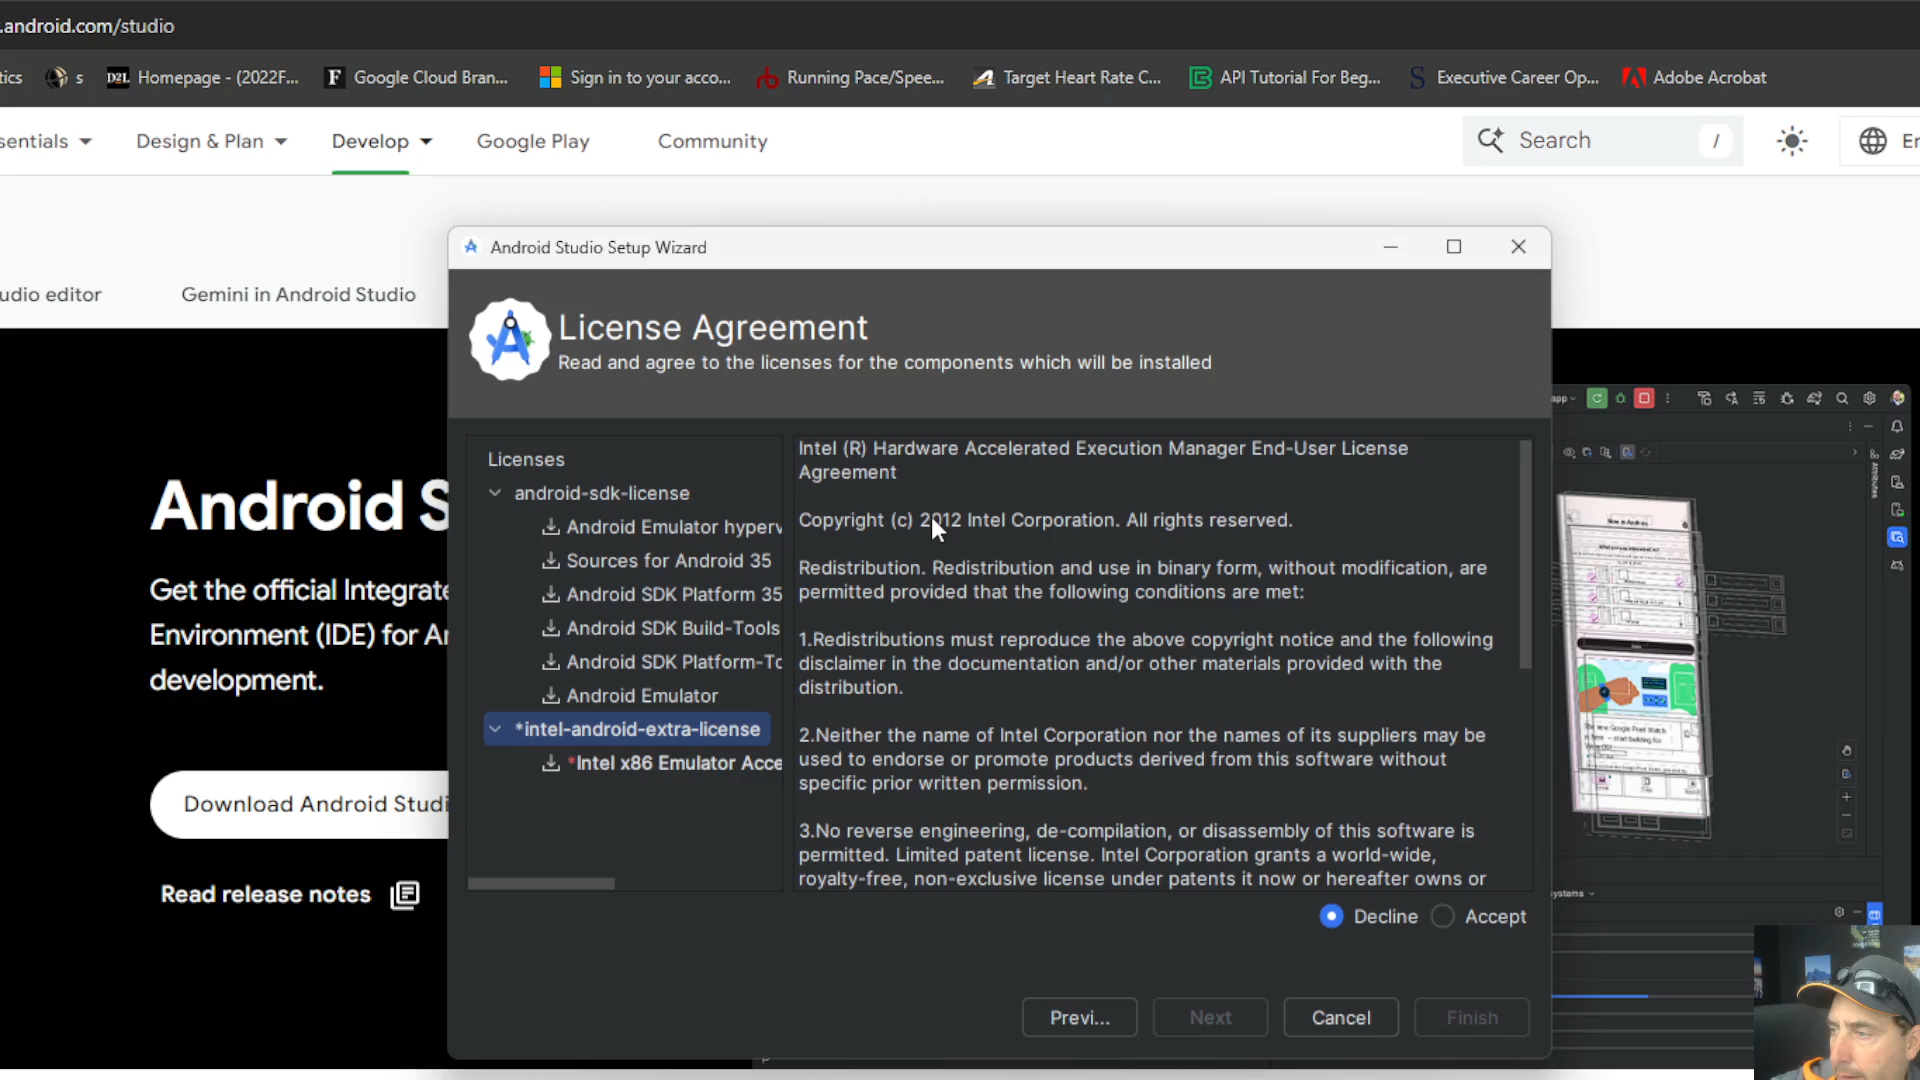 .android.com/studio
tics
s
D2L Homepage - (2022F...
F Google Cloud Bran...
Sign in to your acco...
Running Pace/Spee...
Target Heart Rate C...
API Tutorial For Beg...
S Executive Career Op...
Adobe Acrobat
sentials
Design & Plan
Develop
Google Play
Community
Search
/
En
udio editor
Gemini in Android Studio
Android Studio Setup Wizard
License Agreement
Read and agree to the licenses for the components which will be installed
Licenses
android-sdk-license
Android Emulator hyperv
Sources for Android 35
Android SDK Platform 35
Android SDK Build-Tools
Android SDK Platform-To
Android Emulator
*intel-android-extra-license
*Intel x86 Emulator Acce
Intel (R) Hardware Accelerated Execution Manager End-User License
Agreement
Copyright (c) 2012 Intel Corporation. All rights reserved.
Redistribution. Redistribution and use in binary form, without modification, are
permitted provided that the following conditions are met:
1.Redistributions must reproduce the above copyright notice and the following
disclaimer in the documentation and/or other materials provided with the
distribution.
2.Neither the name of Intel Corporation nor the names of its suppliers may be
used to endorse or promote products derived from this software without
specific prior written permission.
3.No reverse engineering, de-compilation, or disassembly of this software is
permitted. Limited patent license. Intel Corporation grants a world-wide,
royalty-free, non-exclusive license under patents it now or hereafter owns or
Decline
Accept
Previ...
Next
Cancel
Finish
Android S
Get the official Integrate
Environment (IDE) for An
development.
Download Android Studi
Read release notes
app
Attributes
Now in Android
ystems